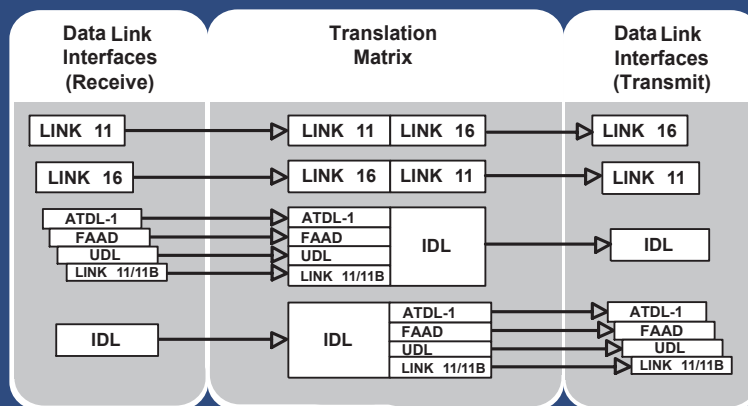 Data Link
Interfaces
(Receive)
Translation
Matrix
Data Link
Interfaces
(Transmit)
LINK 11
LINK 11
LINK 16
LINK 16
LINK 16
LINK 16
LINK 11
LINK 11
ATDL-1
FAAD
UDL
LINK 11/11B
ATDL-1
FAAD
UDL
LINK 11/11B
IDL
IDL
IDL
IDL
ATDL-1
FAAD
UDL
LINK 11/11B
ATDL-1
FAAD
UDL
LINK 11/11B